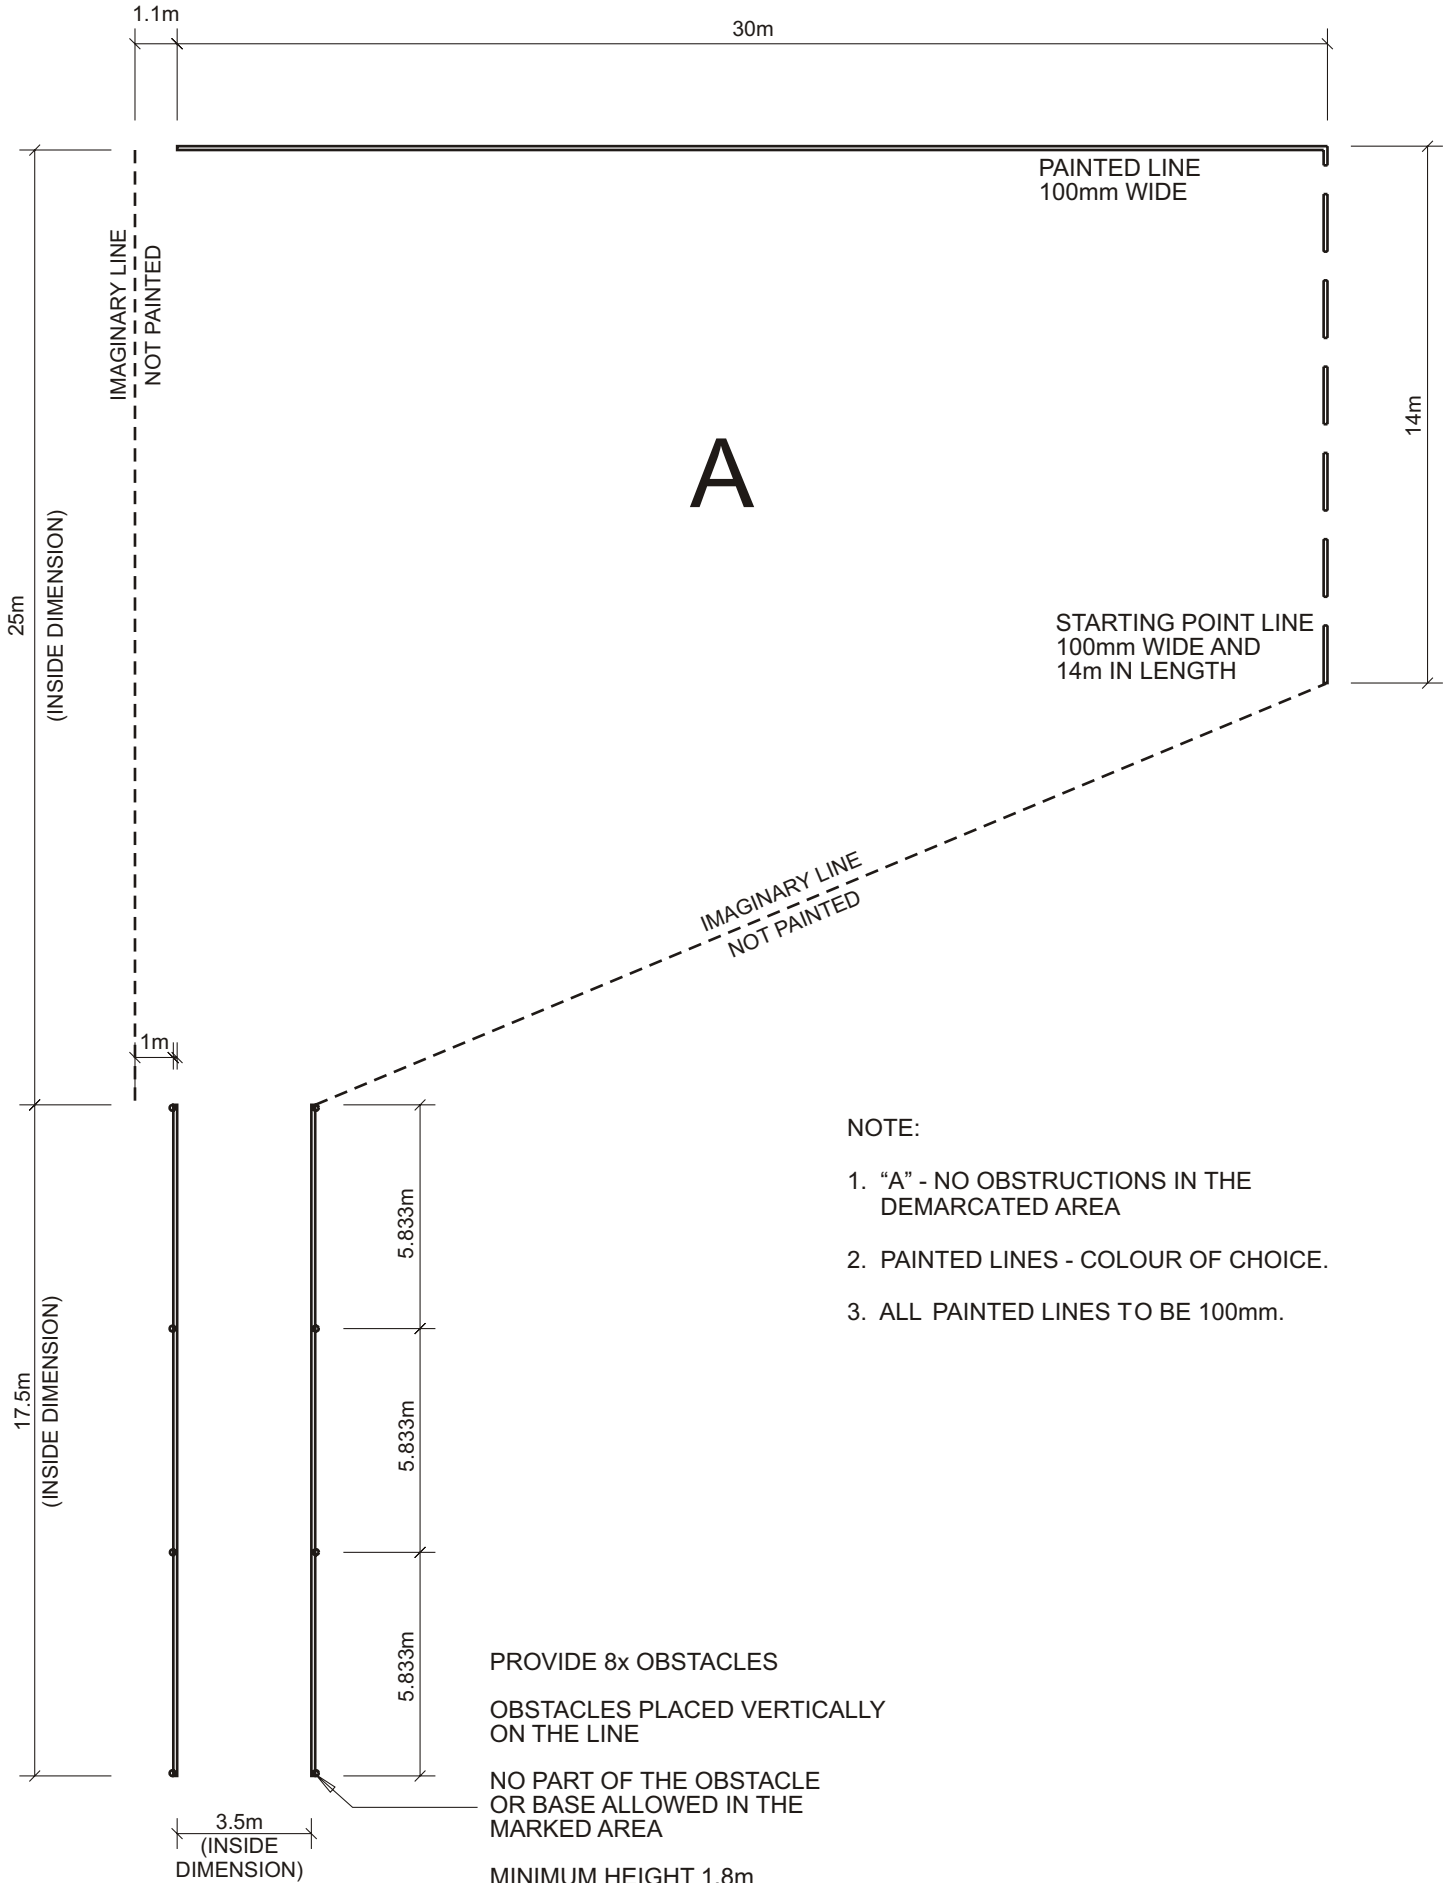 1.1m
30m
PAINTED LINE
100mm WIDE
IMAGINARY LINE
NOT PAINTED
14m
A
25m
(INSIDE DIMENSION)
STARTING POINT LINE
100mm WIDE AND
14m IN LENGTH
IMAGINARY LINE
NOT PAINTED
1m
NOTE:
1. “A” - NO OBSTRUCTIONS IN THE
DEMARCATED AREA
2. PAINTED LINES - COLOUR OF CHOICE.
3. ALL PAINTED LINES TO BE 100mm.
5.833m
17.5m
(INSIDE DIMENSION)
5.833m
5.833m
PROVIDE 8x OBSTACLES
OBSTACLES PLACED VERTICALLY
ON THE LINE
NO PART OF THE OBSTACLE
OR BASE ALLOWED IN THE
MARKED AREA
3.5m
(INSIDE
DIMENSION)
MINIMUM HEIGHT 1.8m